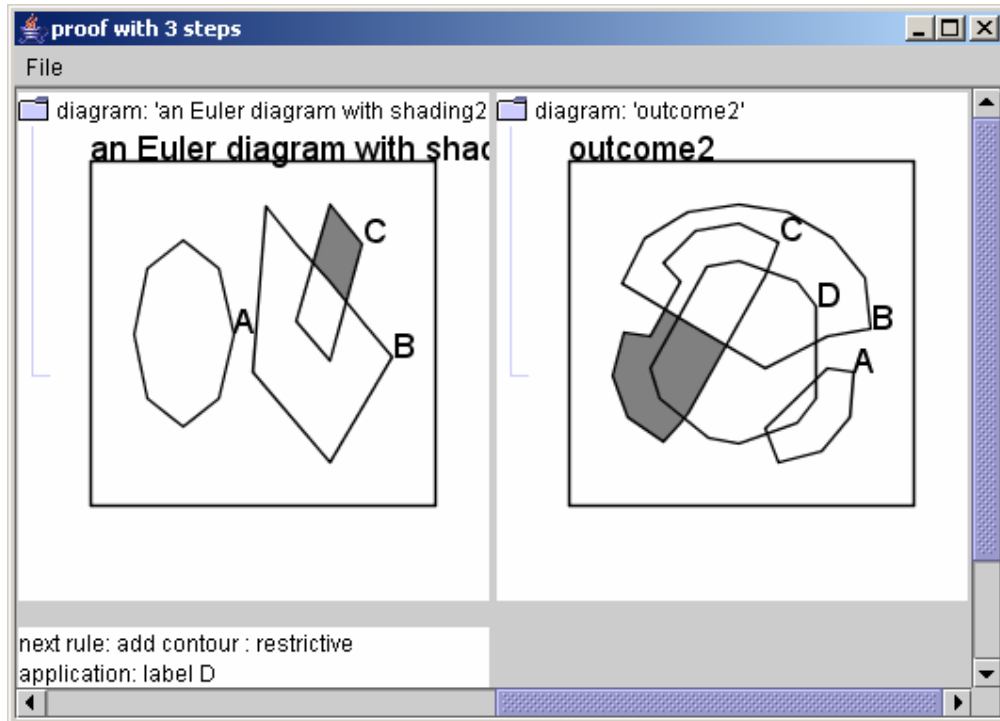 proof with 3 steps
File
diagram: 'an Euler diagram with shading2
an Euler diagram with shad
A
B
C
next rule: add contour : restrictive
application: label D
diagram: 'outcome2'
outcome2
C
D
B
A